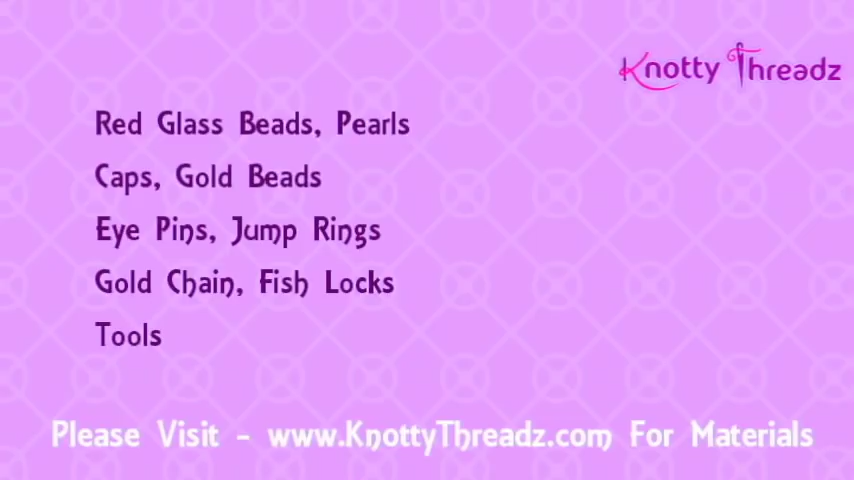 Knotty Threadz
Red Glass Beads, Pearls
Caps, Gold Beads
Eye Pins, Jump Rings
Gold Chain, Fish Locks
Tools
Please Visit - www.KnottyThreadz.com For Materials